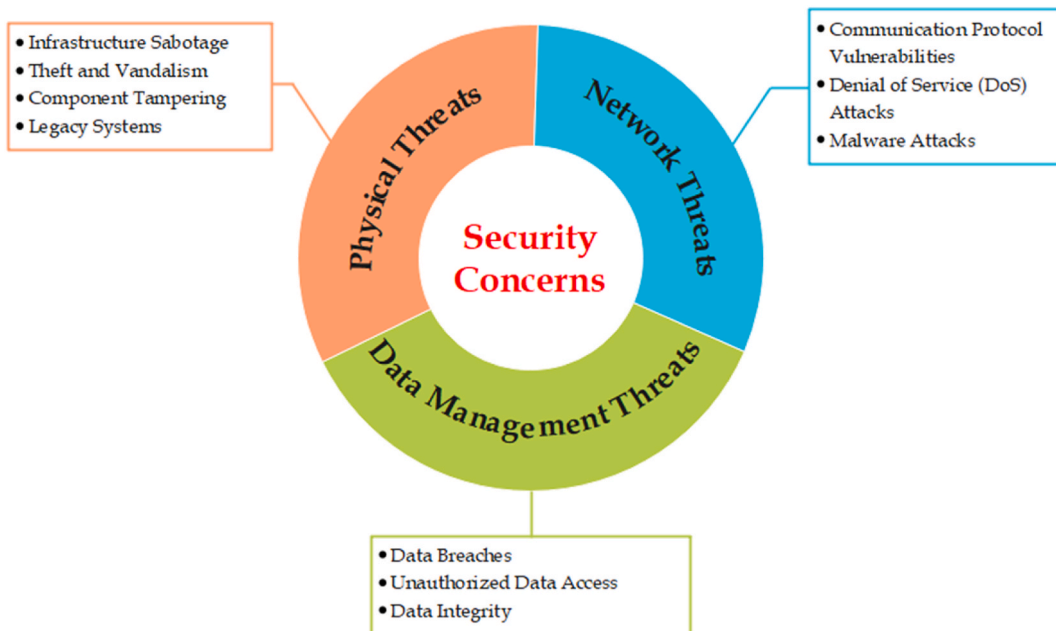 • Infrastructure Sabotage
• Theft and Vandalism
• Component Tampering
• Legacy Systems
Physical Threats
Network Threats
• Communication Protocol
Vulnerabilities
• Denial of Service (DoS)
Attacks
• Malware Attacks
Security
Concerns
Data Management Threats
• Data Breaches
• Unauthorized Data Access
• Data Integrity